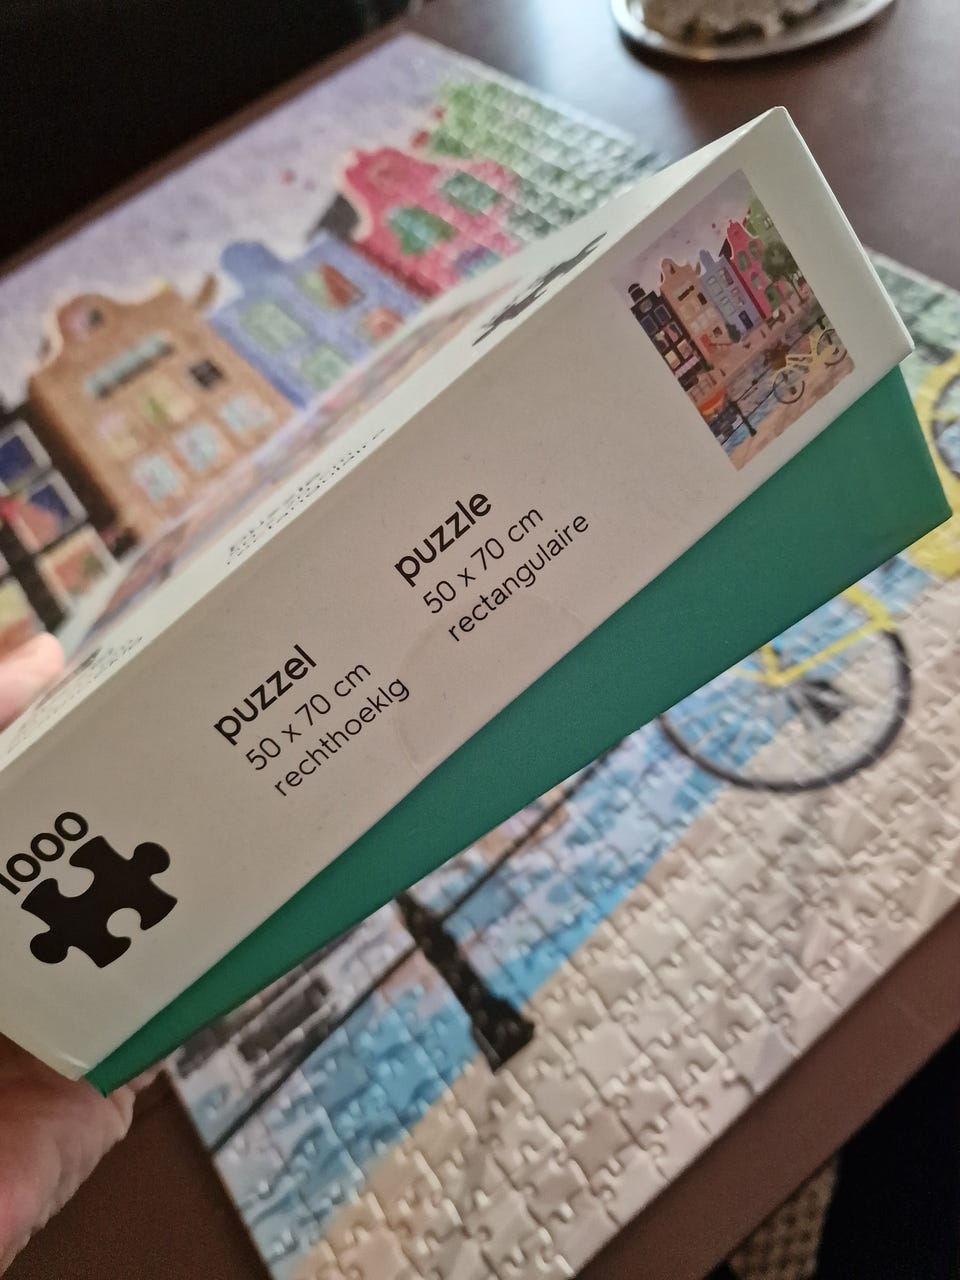 puzzle
50 x 70 cm
rectangulaire
puzzel
50 x 70 cm
rechthoeklg
1000